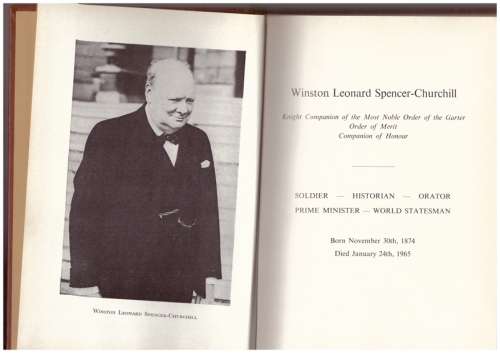 WINSTON LEONARD SPENCER-CHURCHILL
Winston Leonard Spencer-Churchill
Knight Companion of the Most Noble Order of the Garter
Order of Merit
Companion of Honour
SOLDIER — HISTORIAN — ORATOR
PRIME MINISTER — WORLD STATESMAN
Born November 30th, 1874
Died January 24th, 1965